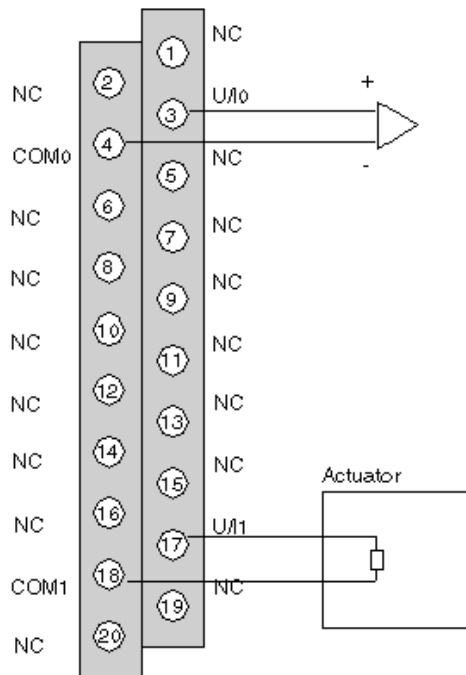 1 NC
NC 2
3 U/I0 +
COM0 4
5 NC -
NC 6
7 NC
NC 8
9 NC
NC 10
11 NC
NC 12
13 NC
NC 14
15 NC
Actuator
NC 16
17 U/I1
COM1 18
19 NC
NC 20